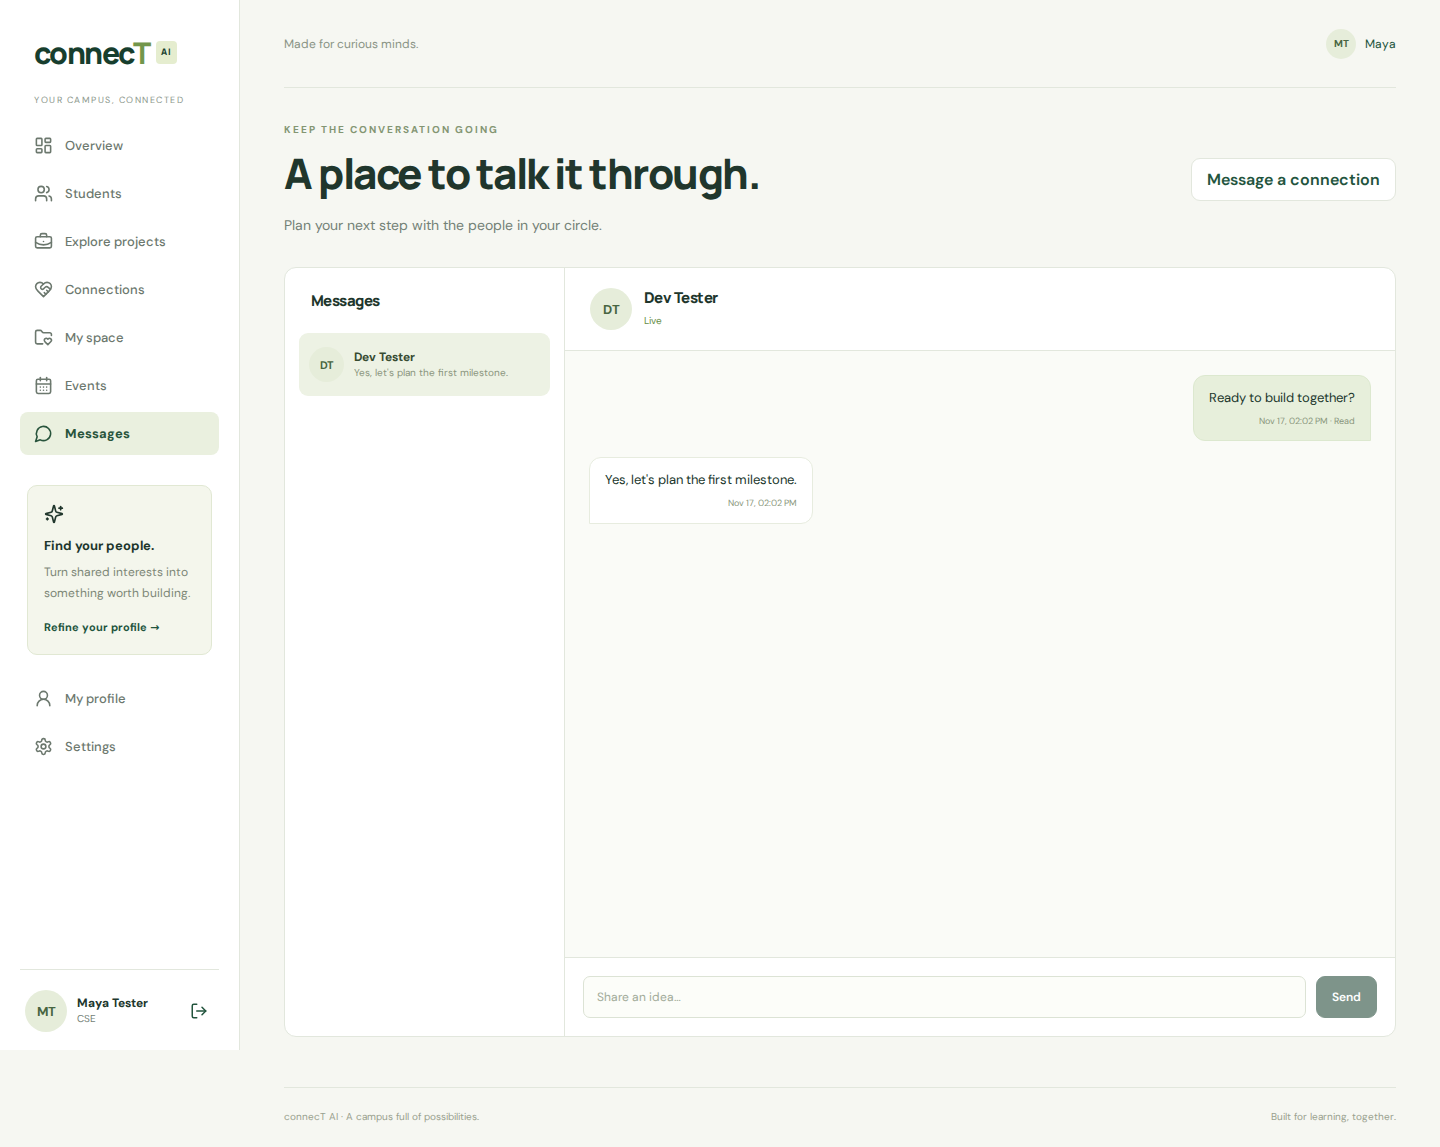 connecT AI
YOUR CAMPUS, CONNECTED
Overview
Students
Explore projects
Connections
My space
Events
Messages
Find your people.
Turn shared interests into
something worth building.
Refine your profile →
My profile
Settings
MT
Maya Tester
CSE
Made for curious minds.
MT Maya
KEEP THE CONVERSATION GOING
A place to talk it through.
Message a connection
Plan your next step with the people in your circle.
Messages
DT
Dev Tester
Yes, let's plan the first milestone.
DT
Dev Tester
Live
Ready to build together?
Nov 17, 02:02 PM · Read
Yes, let's plan the first milestone.
Nov 17, 02:02 PM
Share an idea...
Send
connecT AI · A campus full of possibilities.
Built for learning, together.